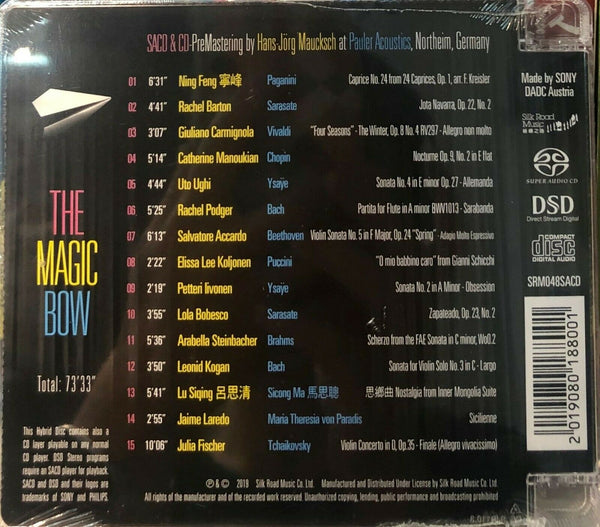 SACD & CD-PreMastering by Hans Jörg Maucksch at Pauler Acoustics, Northeim, Germany
01 6'31" Ning Feng 寧峰 Paganini Caprice No. 24 from 24 Caprices, Op. 1, arr. F. Kreisler
02 4'41" Rachel Barton Sarasate Jota Navarra, Op. 22, No. 2
03 3'07" Giuliano Carmignola Vivaldi "Four Seasons" - The Winter, Op. 8 No. 4 RV297 - Allegro non molto
04 5'14" Catherine Manoukian Chopin Nocturne Op. 9, No. 2 in E flat
05 4'44" Uto Ughi Ysaÿe Sonata No. 4 in E minor Op. 27 - Allemanda
06 5'25" Rachel Podger Bach Partita for Flute in A minor BWV1013 - Sarabanda
07 6'13" Salvatore Accardo Beethoven Violin Sonata No. 5 in F Major, Op. 24 "Spring" - Adagio Molto Espressivo
08 2'22" Elissa Lee Koljonen Puccini "O mio babbino caro" from Gianni Schicchi
09 2'19" Petteri Iivonen Ysaÿe Sonata No. 2 in A Minor - Obsession
10 3'55" Lola Bobesco Sarasate Zapateado, Op. 23, No. 2
11 5'36" Arabella Steinbacher Brahms Scherzo from the FAE Sonata in C minor, Wo0.2
12 3'50" Leonid Kogan Bach Sonata for Violin Solo No. 3 in C - Largo
13 5'41" Lu Siqing 呂思清 Sicong Ma 馬思聰 思鄉曲 Nostalgia from Inner Mongolia Suite
14 2'55" Jaime Laredo Maria Theresia von Paradis Sicilienne
15 10'06" Julia Fischer Tchaikovsky Violin Concerto in D, Op.35 - Finale (Allegro vivacissimo)
THE
MAGIC
BOW
Total: 73'33"
This Hybrid Disc contains also a
CD layer playable on any normal
CD player. DSD Stereo programs
require an SACD player for playback.
SACD and DSD and their logos are
trademarks of SONY and PHILIPS.
Ⓟ & © 2019 Silk Road Music Co. Ltd. Manufactured and Distributed Under License by Silk Road Music Co. Ltd.
All rights of the manufacturer and of the recorded work reserved. Unauthorized copying, lending, public performance and broadcasting prohibited
Made by SONY
DADC Austria
Silk Road
Music
SUPER AUDIO CD
DSD
Direct Stream Digital
COMPACT
disc
DIGITAL AUDIO
SRM048SACD
2 019080 188001